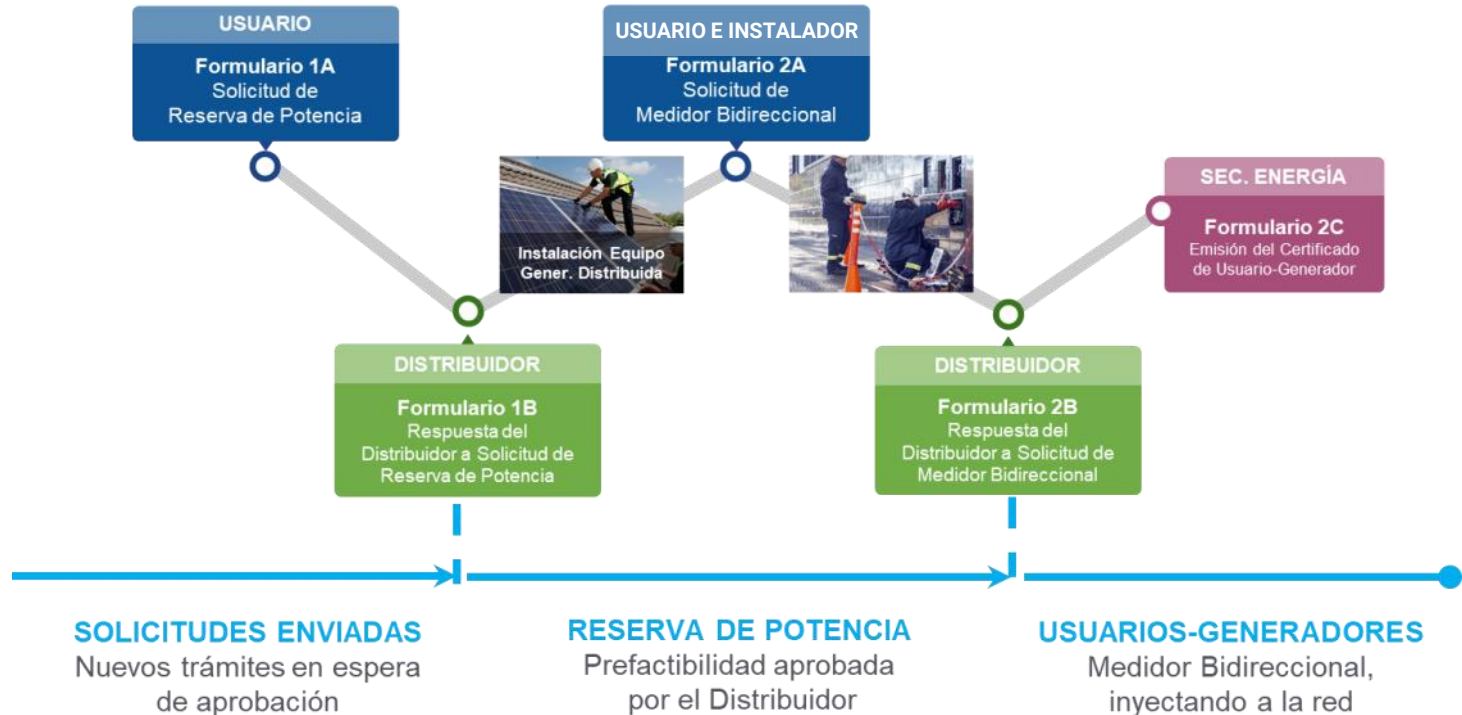 USUARIO
Formulario 1A
Solicitud de
Reserva de Potencia
USUARIO E INSTALADOR
Formulario 2A
Solicitud de
Medidor Bidireccional
Instalación Equipo
Gener. Distribuida
SEC. ENERGÍA
Formulario 2C
Emisión del Certificado
de Usuario-Generador
DISTRIBUIDOR
Formulario 1B
Respuesta del
Distribuidor a Solicitud de
Reserva de Potencia
DISTRIBUIDOR
Formulario 2B
Respuesta del
Distribuidor a Solicitud de
Medidor Bidireccional
SOLICITUDES ENVIADAS
Nuevos trámites en espera
de aprobación
RESERVA DE POTENCIA
Prefactibilidad aprobada
por el Distribuidor
USUARIOS-GENERADORES
Medidor Bidireccional,
inyectando a la red